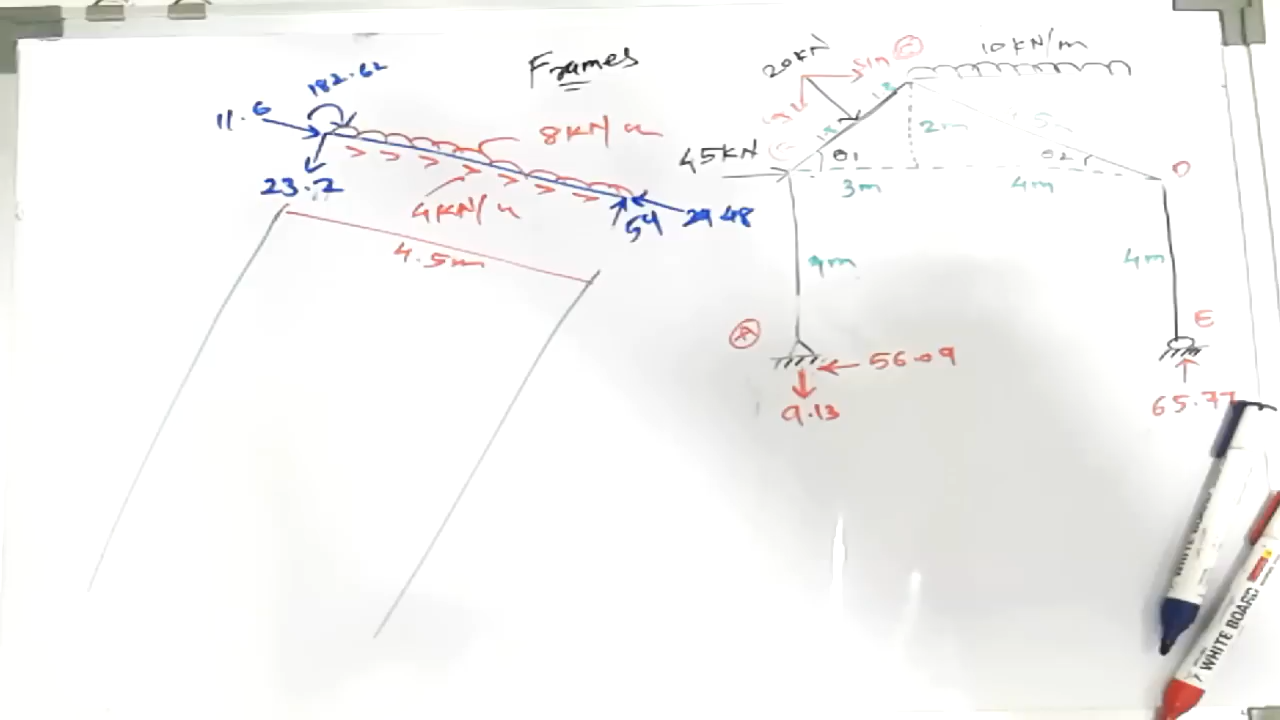 Frames
182.62
11.6
8KN/m
23.2
4KN/m
54
29.48
4.5m
20KN
10KN/m
C
45KN
2m
θ1
θ2
D
3m
4m
4m
4m
A
E
56.09
9.13
65.77
WHITE BOARD